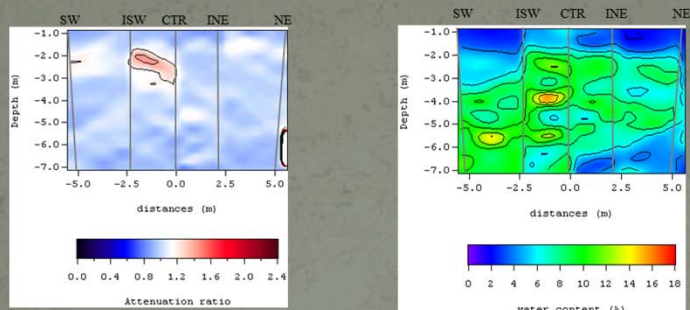 SW ISW CTR INE NE
-1.0
-2.0
-3.0
-4.0
-5.0
-6.0
-7.0
Depth (m)
-5.0 -2.5 0.0 2.5 5.0
distances (m)
0.0 0.4 0.8 1.2 1.6 2.0 2.4
Attenuation ratio
SW ISW CTR INE NE
-1.0
-2.0
-3.0
-4.0
-5.0
-6.0
-7.0
Depth (m)
-5.0 -2.5 0.0 2.5 5.0
distances (m)
0 2 4 6 8 10 12 14 16 18
water content (%)